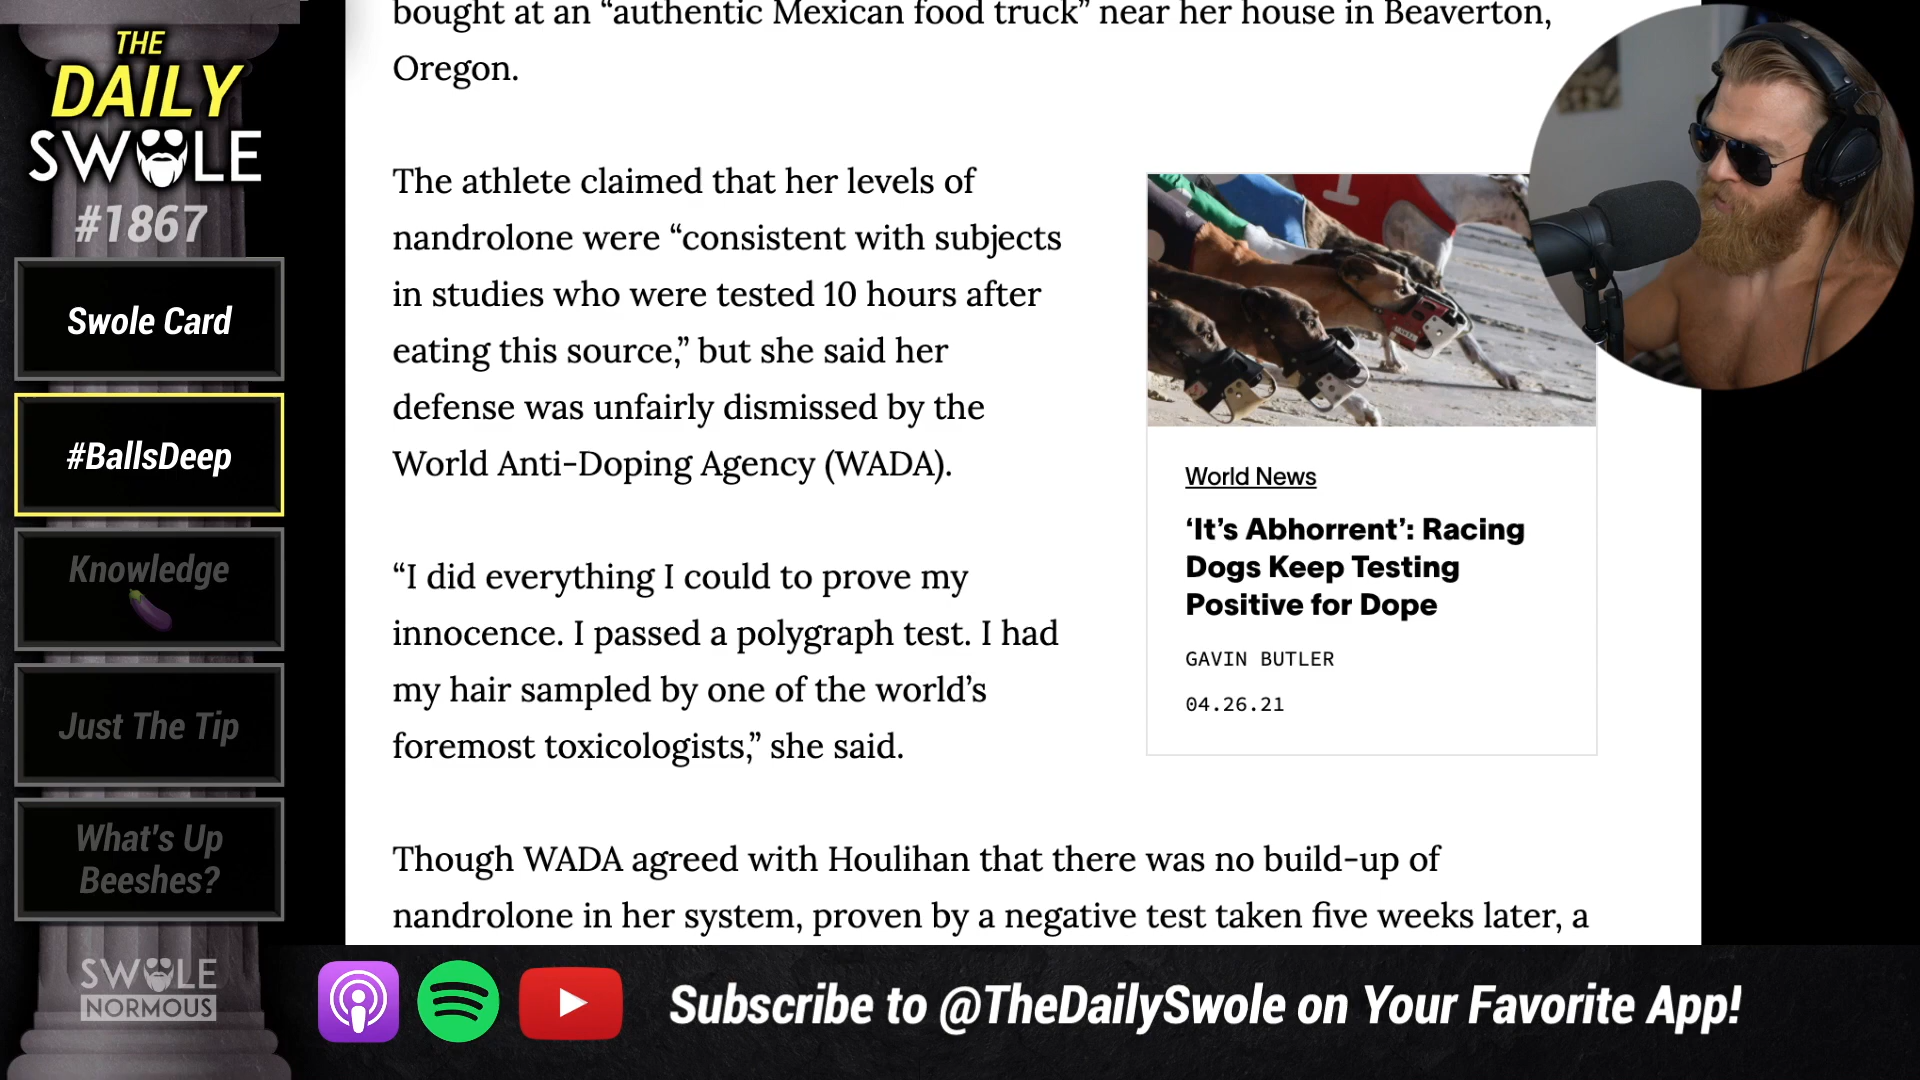 THE
DAILY
SWOLE
#1867
Swole Card
#BallsDeep
Knowledge
Just The Tip
What's Up
Beeshes?
SWOLE
NORMOUS
bought at an “authentic Mexican food truck” near her house in Beaverton,
Oregon.
The athlete claimed that her levels of
nandrolone were “consistent with subjects
in studies who were tested 10 hours after
eating this source,” but she said her
defense was unfairly dismissed by the
World Anti-Doping Agency (WADA).
“I did everything I could to prove my
innocence. I passed a polygraph test. I had
my hair sampled by one of the world’s
foremost toxicologists,” she said.
Though WADA agreed with Houlihan that there was no build-up of
nandrolone in her system, proven by a negative test taken five weeks later, a
1
World News
‘It’s Abhorrent’: Racing
Dogs Keep Testing
Positive for Dope
GAVIN BUTLER
04.26.21
Subscribe to @TheDailySwole on Your Favorite App!